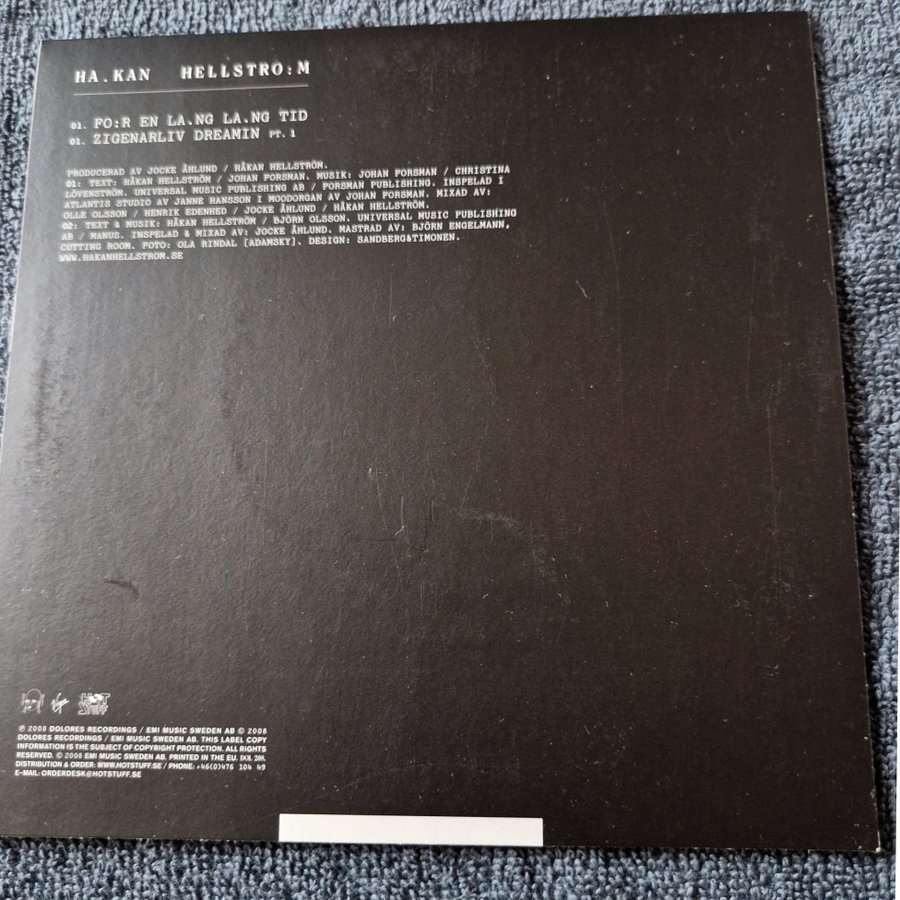 HA.KAN HELLSTRO:M
01. FO:R EN LA.NG LA.NG TID
01. ZIGENARLIV DREAMIN PT. 1
PRODUCERAD AV JOCKE ÅHLUND / HÅKAN HELLSTRÖM.
01: TEXT: HÅKAN HELLSTRÖM / JOHAN FORSMAN. MUSIK: JOHAN FORSMAN / CHRISTINA
LÖVENSTRÖM. UNIVERSAL MUSIC PUBLISHING AB / FORSMAN PUBLISHING. INSPELAD I
ATLANTIS STUDIO AV JANNE HANSSON I MOODORGAN AV JOHAN FORSMAN. MIXAD AV:
OLLE OLSSON / HENRIK EDENHED / JOCKE ÅHLUND / HÅKAN HELLSTRÖM.
02: TEXT & MUSIK: HÅKAN HELLSTRÖM / BJÖRN OLSSON. UNIVERSAL MUSIC PUBLISHING
AB / MANUS. INSPELAD & MIXAD AV: JOCKE ÅHLUND. MASTRAD AV: BJÖRN ENGELMANN,
CUTTING ROOM. FOTO: OLA RINDAL [ADAMSKY]. DESIGN: SANDBERG&TIMONEN.
WWW.HAKANHELLSTROM.SE
HOT STUFF
℗ 2008 DOLORES RECORDINGS / EMI MUSIC SWEDEN AB © 2008
DOLORES RECORDINGS / EMI MUSIC SWEDEN AB. THIS LABEL COPY
INFORMATION IS THE SUBJECT OF COPYRIGHT PROTECTION. ALL RIGHTS
RESERVED. © 2008 EMI MUSIC SWEDEN AB. PRINTED IN THE EU.
DISTRIBUTION & ORDER: WWW.HOTSTUFF.SE / PHONE: +46(0)476 104 49
E-MAIL: ORDERDESK@HOTSTUFF.SE